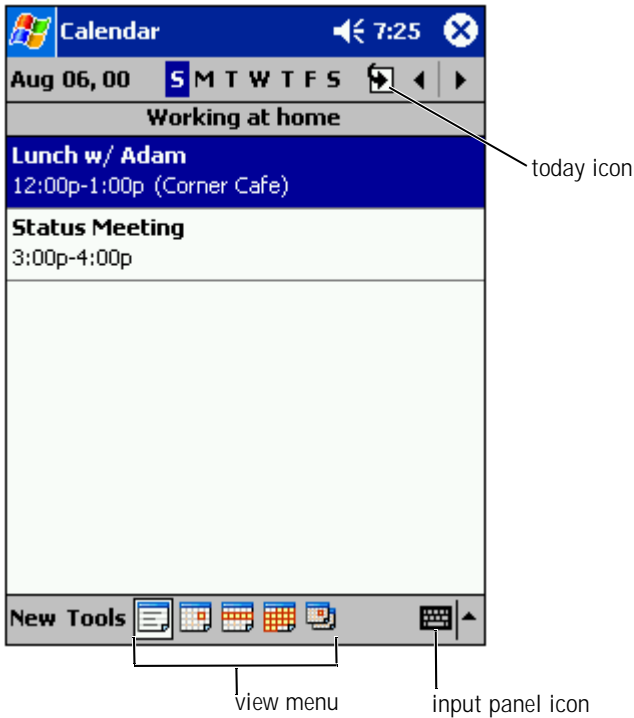 Calendar 7:25
Aug 06, 00 S M T W T F S
Working at home
Lunch w/ Adam
12:00p-1:00p (Corner Cafe)
today icon
Status Meeting
3:00p-4:00p
New Tools
view menu
input panel icon